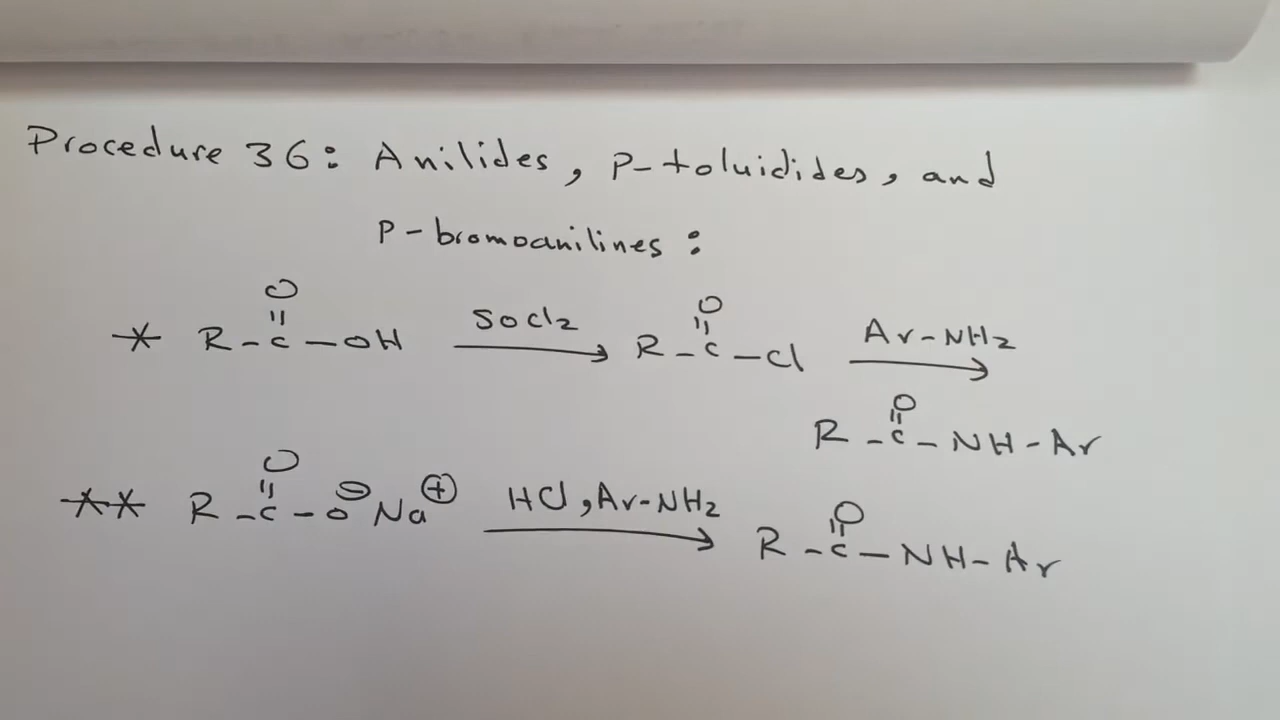 Procedure 36: Anilides, p-toluidides, and
p-bromoanilines:
O
* R-C-OH SOCl2 R-C-Cl Ar-NH2
O
O
R-C-NH-Ar
O
** R-C-O⊖ Na⊕ HCl, Ar-NH2 R-C-NH-Ar
O